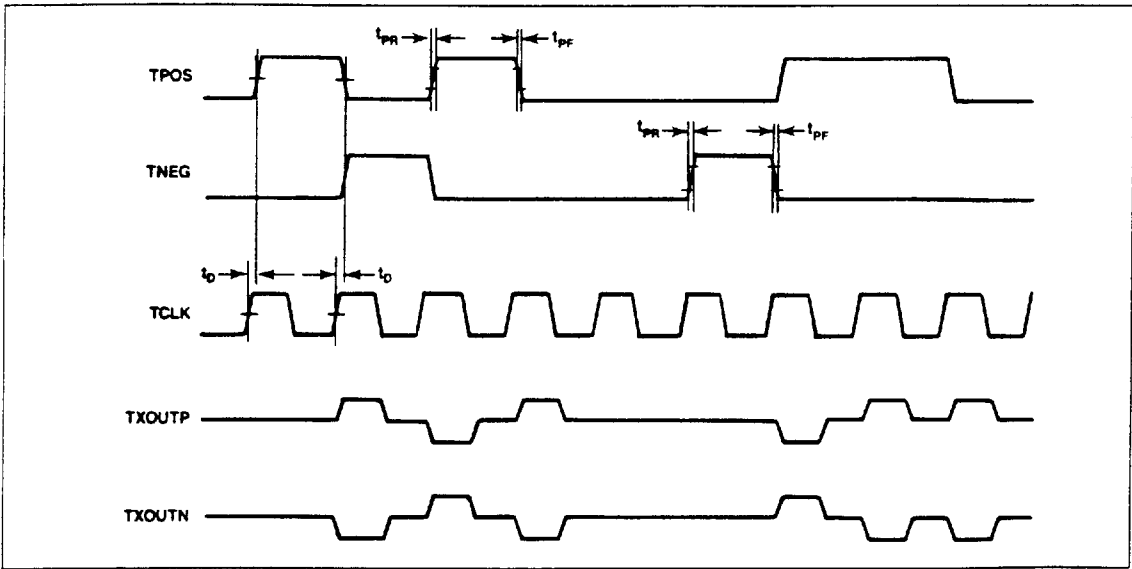 tPR tPF
TPOS
tPR tPF
TNEG
tD tD
TCLK
TXOUTP
TXOUTN